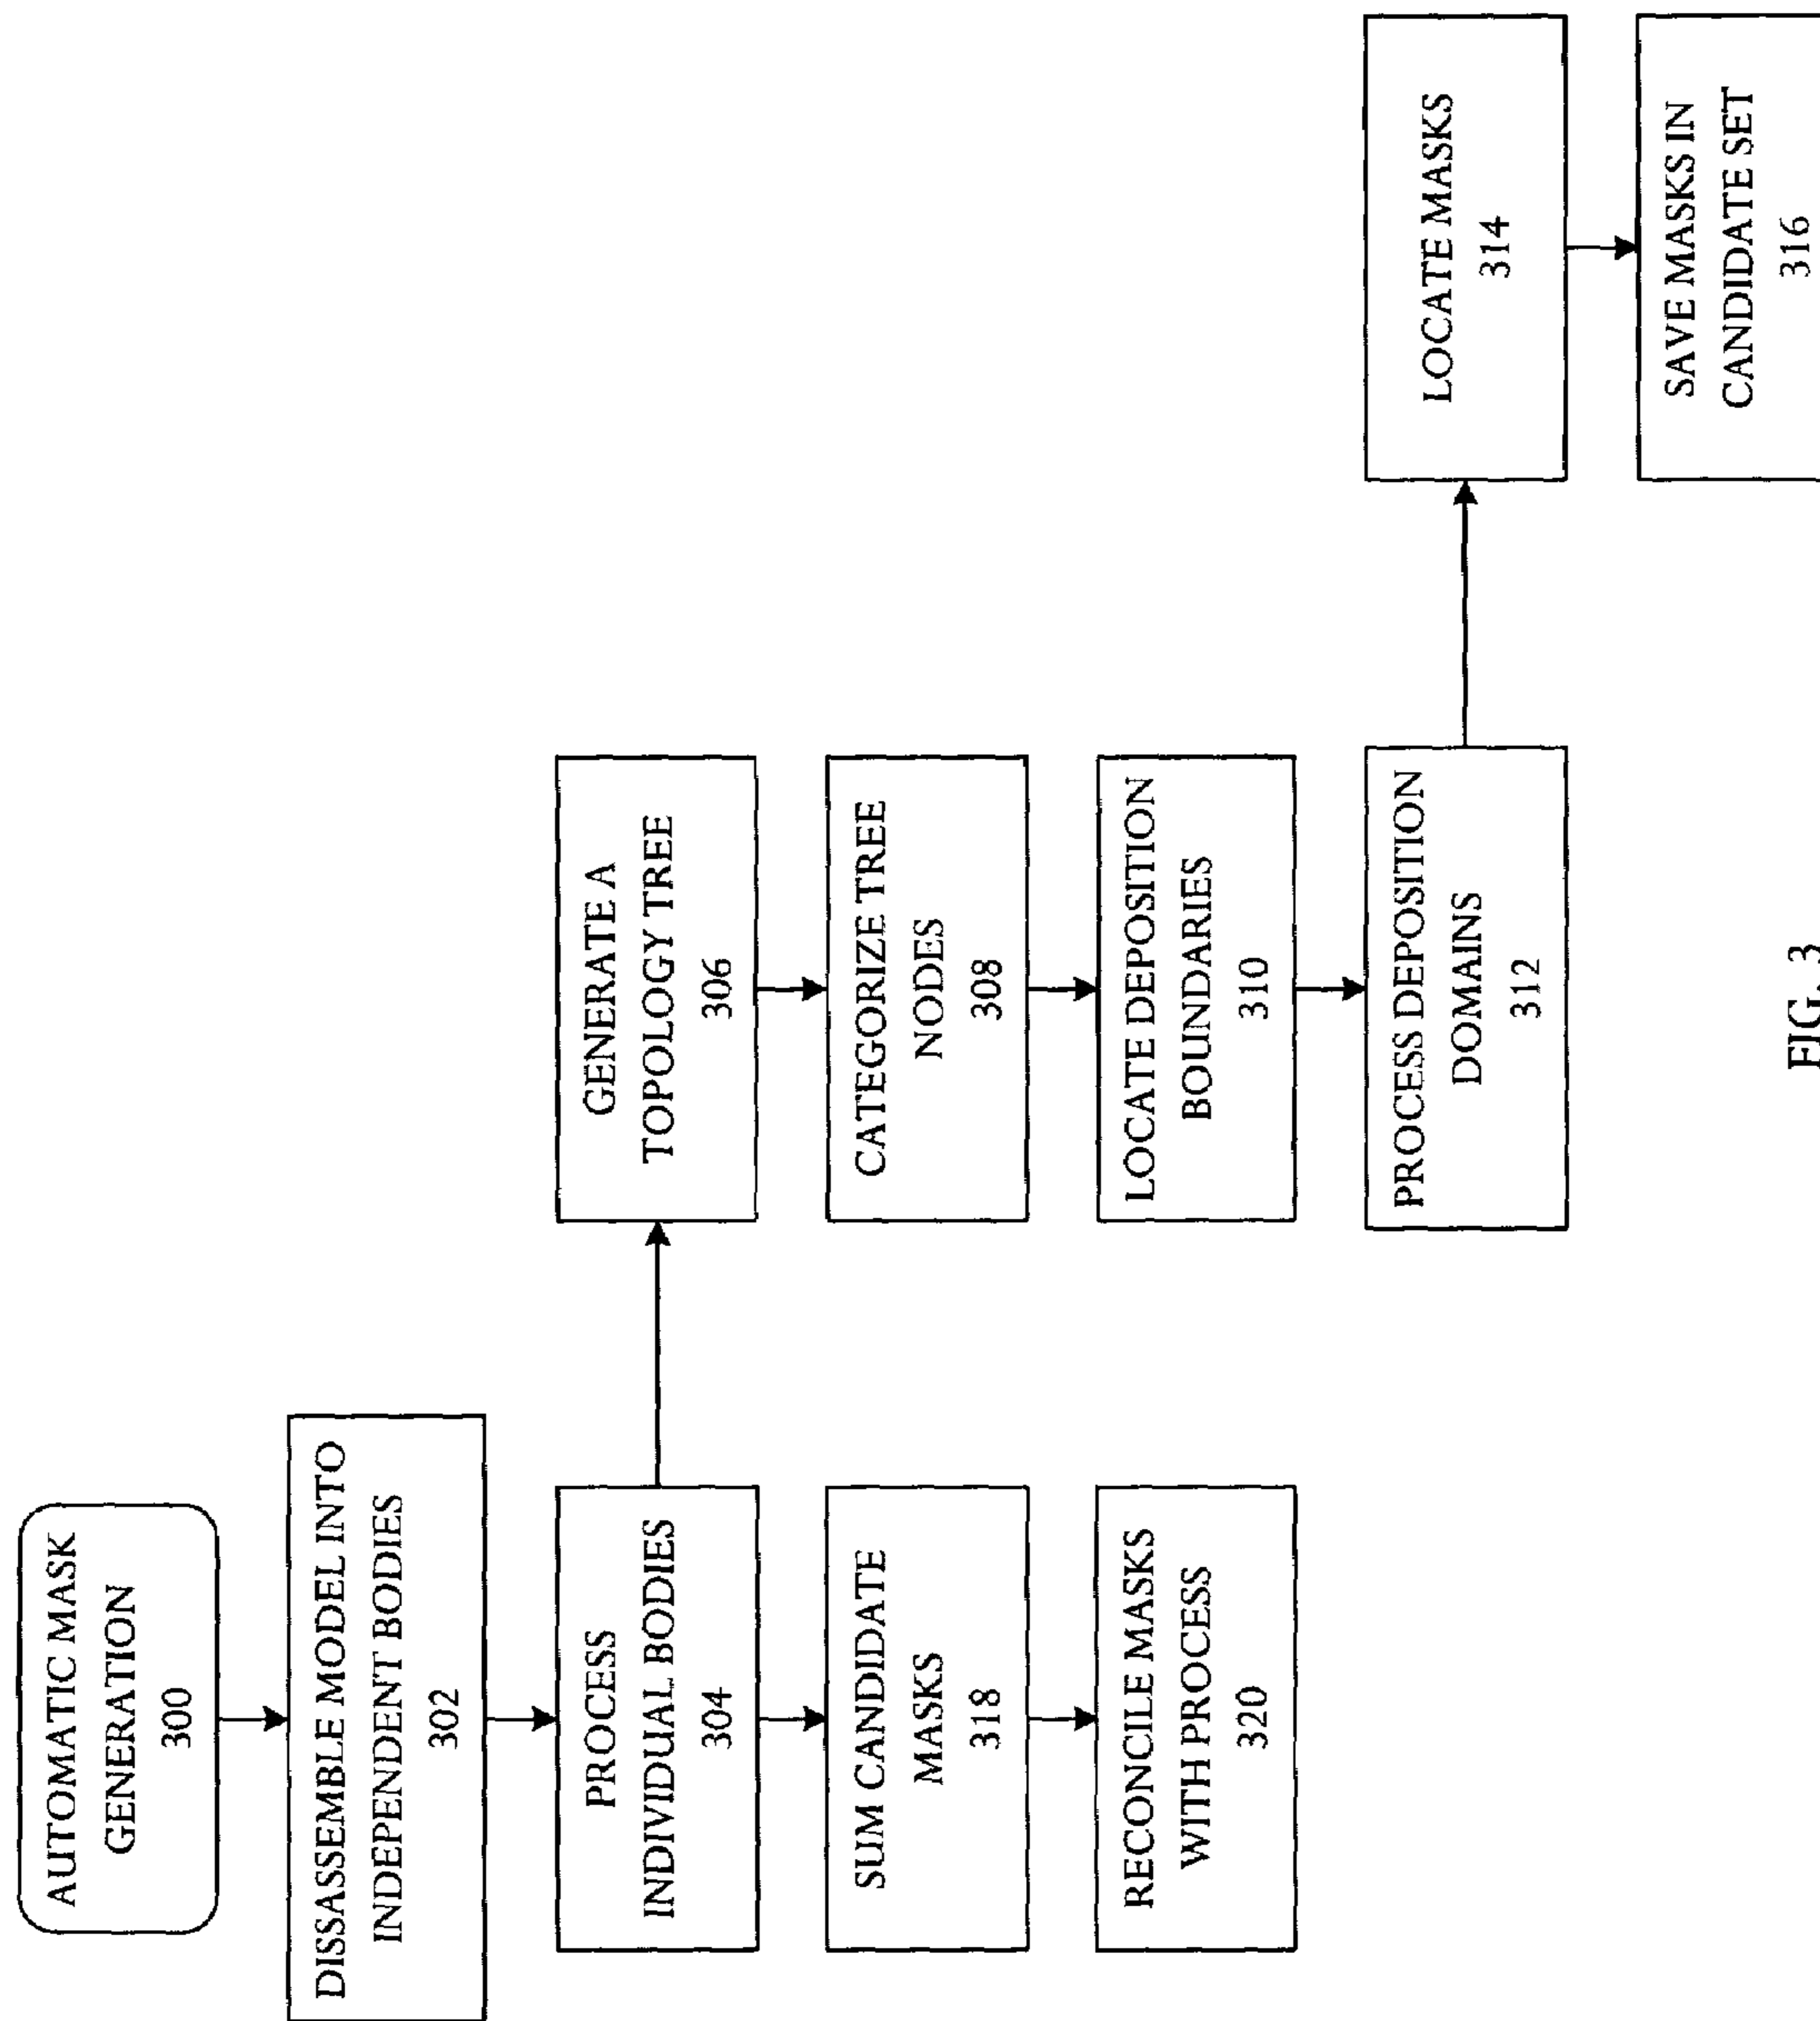 AUTOMATIC MASK
GENERATION
300
DISSASSEMBLE MODEL INTO
INDEPENDENT BODIES
302
PROCESS
INDIVIDUAL BODIES
304
SUM CANDIDATE
MASKS
318
RECONCILE MASKS
WITH PROCESS
320
GENERATE A
TOPOLOGY TREE
306
CATEGORIZE TREE
NODES
308
LOCATE DEPOSITION
BOUNDARIES
310
PROCESS DEPOSITION
DOMAINS
312
LOCATE MASKS
314
SAVE MASKS IN
CANDIDATE SET
316
FIG. 3